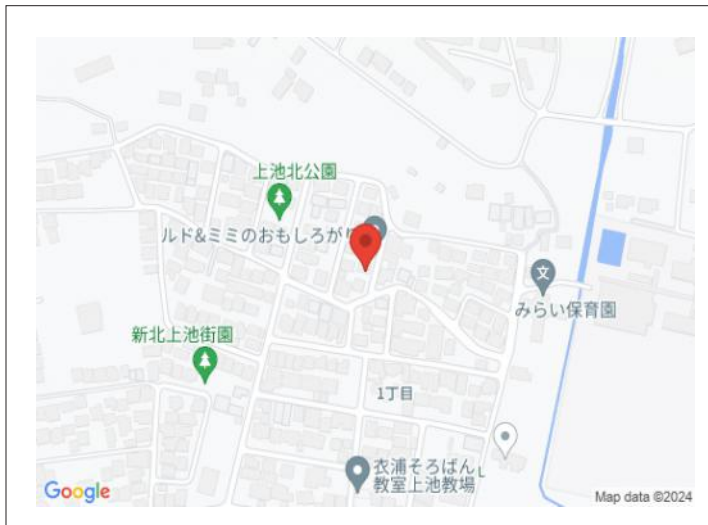 上池北公園
ルド&ミミのおもしろがり
みらい保育園
新北上池街園
1丁目
衣浦そろばん
教室上池教場
Google
Map data ©2024